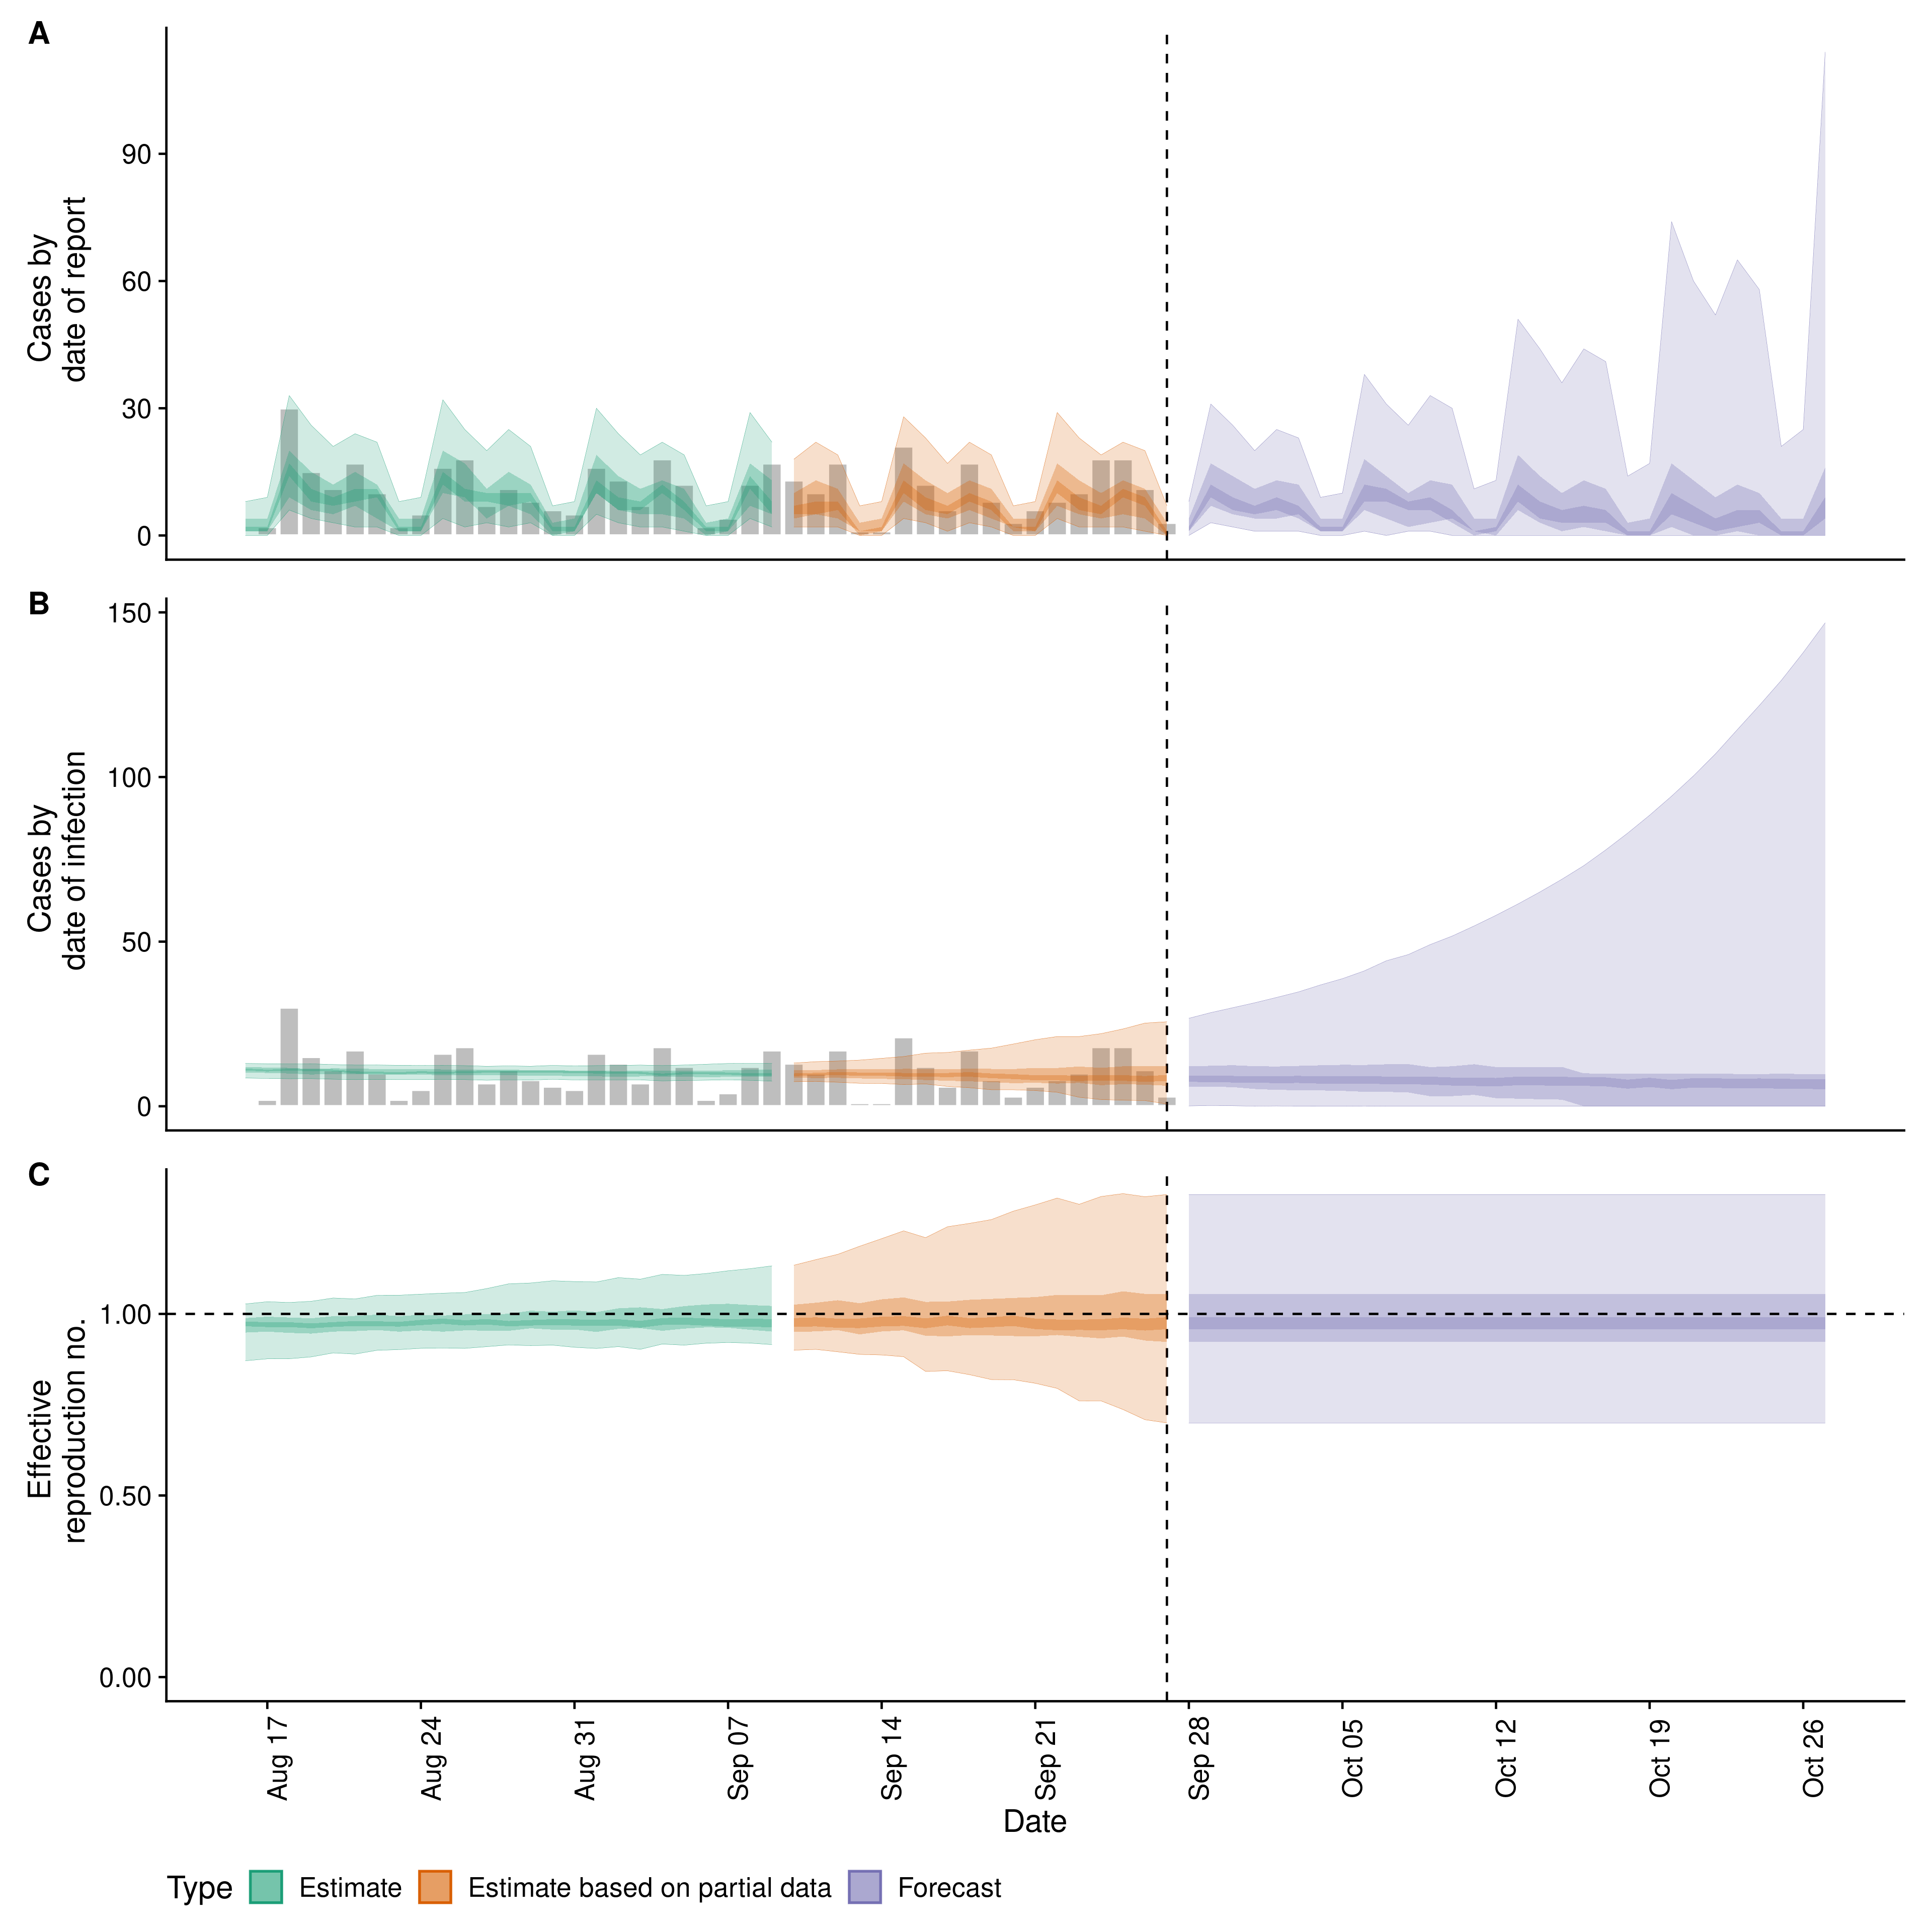 A
Cases by
date of report
90
60
30
0
B
Cases by
date of infection
150
100
50
0
C
Effective
reproduction no.
1.00
0.50
0.00
Aug 17
Aug 24
Aug 31
Sep 07
Sep 14
Sep 21
Sep 28
Oct 05
Oct 12
Oct 19
Oct 26
Date
Type Estimate Estimate based on partial data Forecast